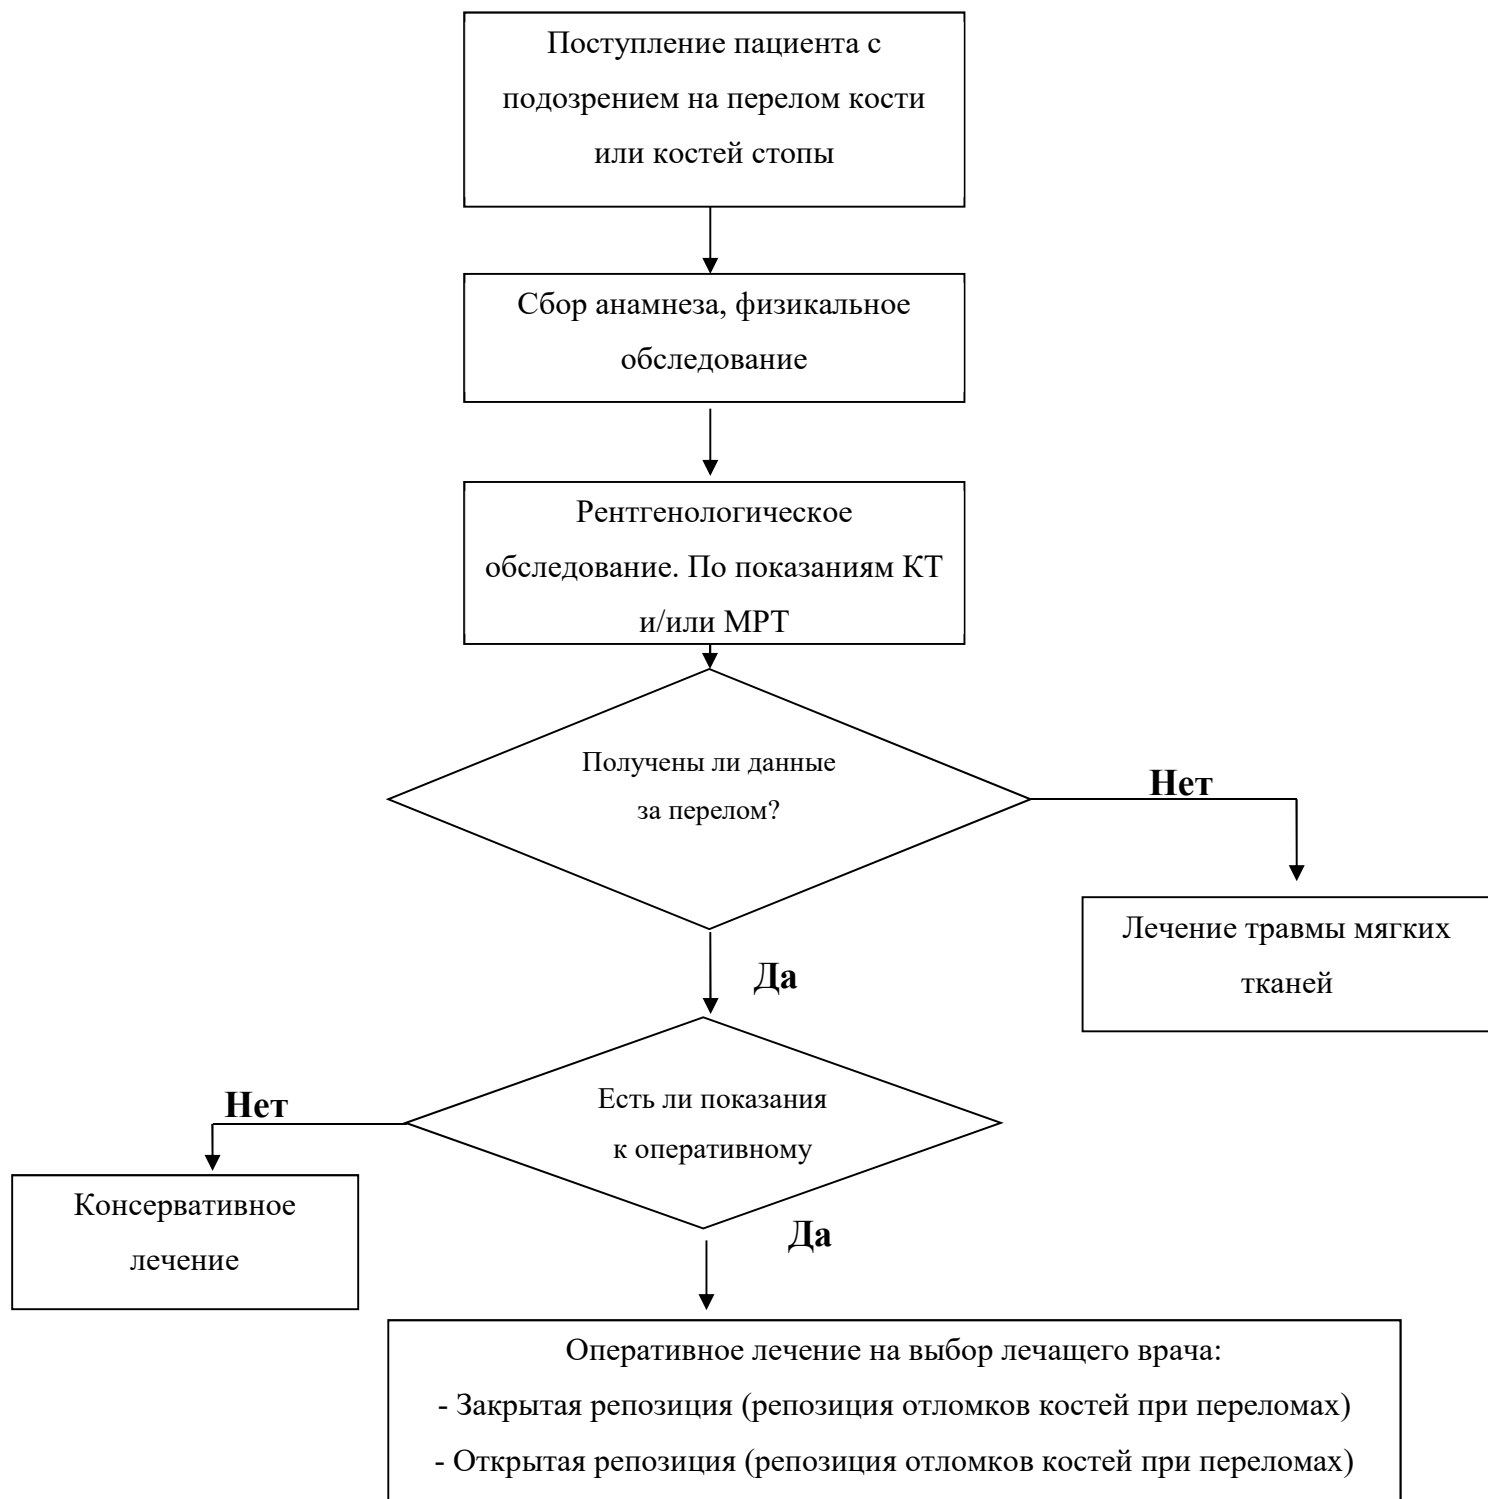 Поступление пациента с
подозрением на перелом кости
или костей стопы
Сбор анамнеза, физикальное
обследование
Рентгенологическое
обследование. По показаниям КТ
и/или МРТ
Получены ли данные
за перелом?
Нет
Лечение травмы мягких
тканей
Да
Есть ли показания
к оперативному
Нет
Консервативное
лечение
Да
Оперативное лечение на выбор лечащего врача:
- Закрытая репозиция (репозиция отломков костей при переломах)
- Открытая репозиция (репозиция отломков костей при переломах)